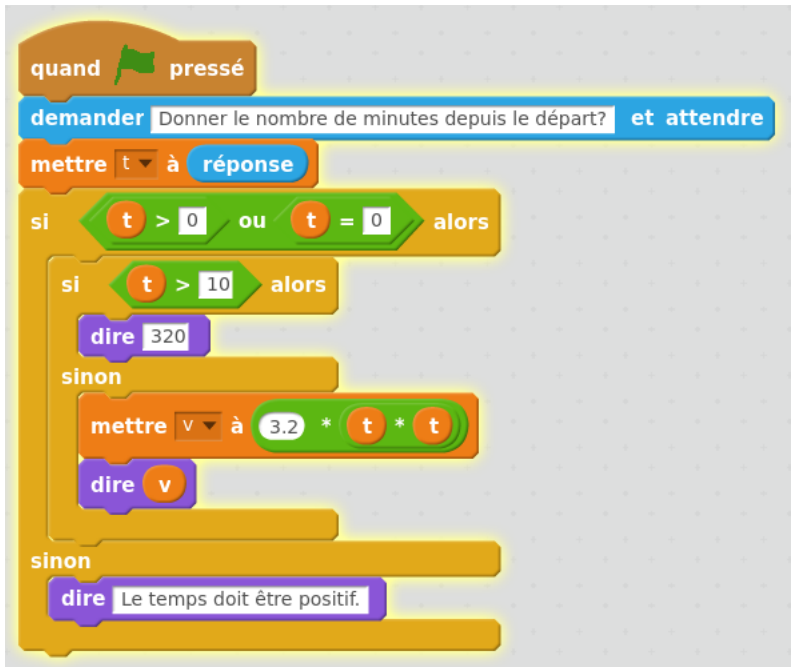 quand pressé
demander Donner le nombre de minutes depuis le départ? et attendre
mettre t à réponse
si t > 0 ou t = 0 alors
si t > 10 alors
dire 320
sinon
mettre v à 3.2 * t * t
dire v
sinon
dire Le temps doit être positif.